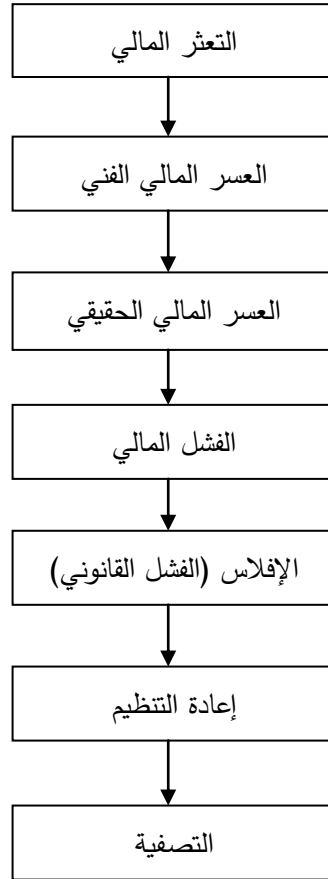 التعثر المالي
العسر المالي الفني
العسر المالي الحقيقي
الفشل المالي
الإفلاس (الفشل القانوني)
إعادة التنظيم
التصفية